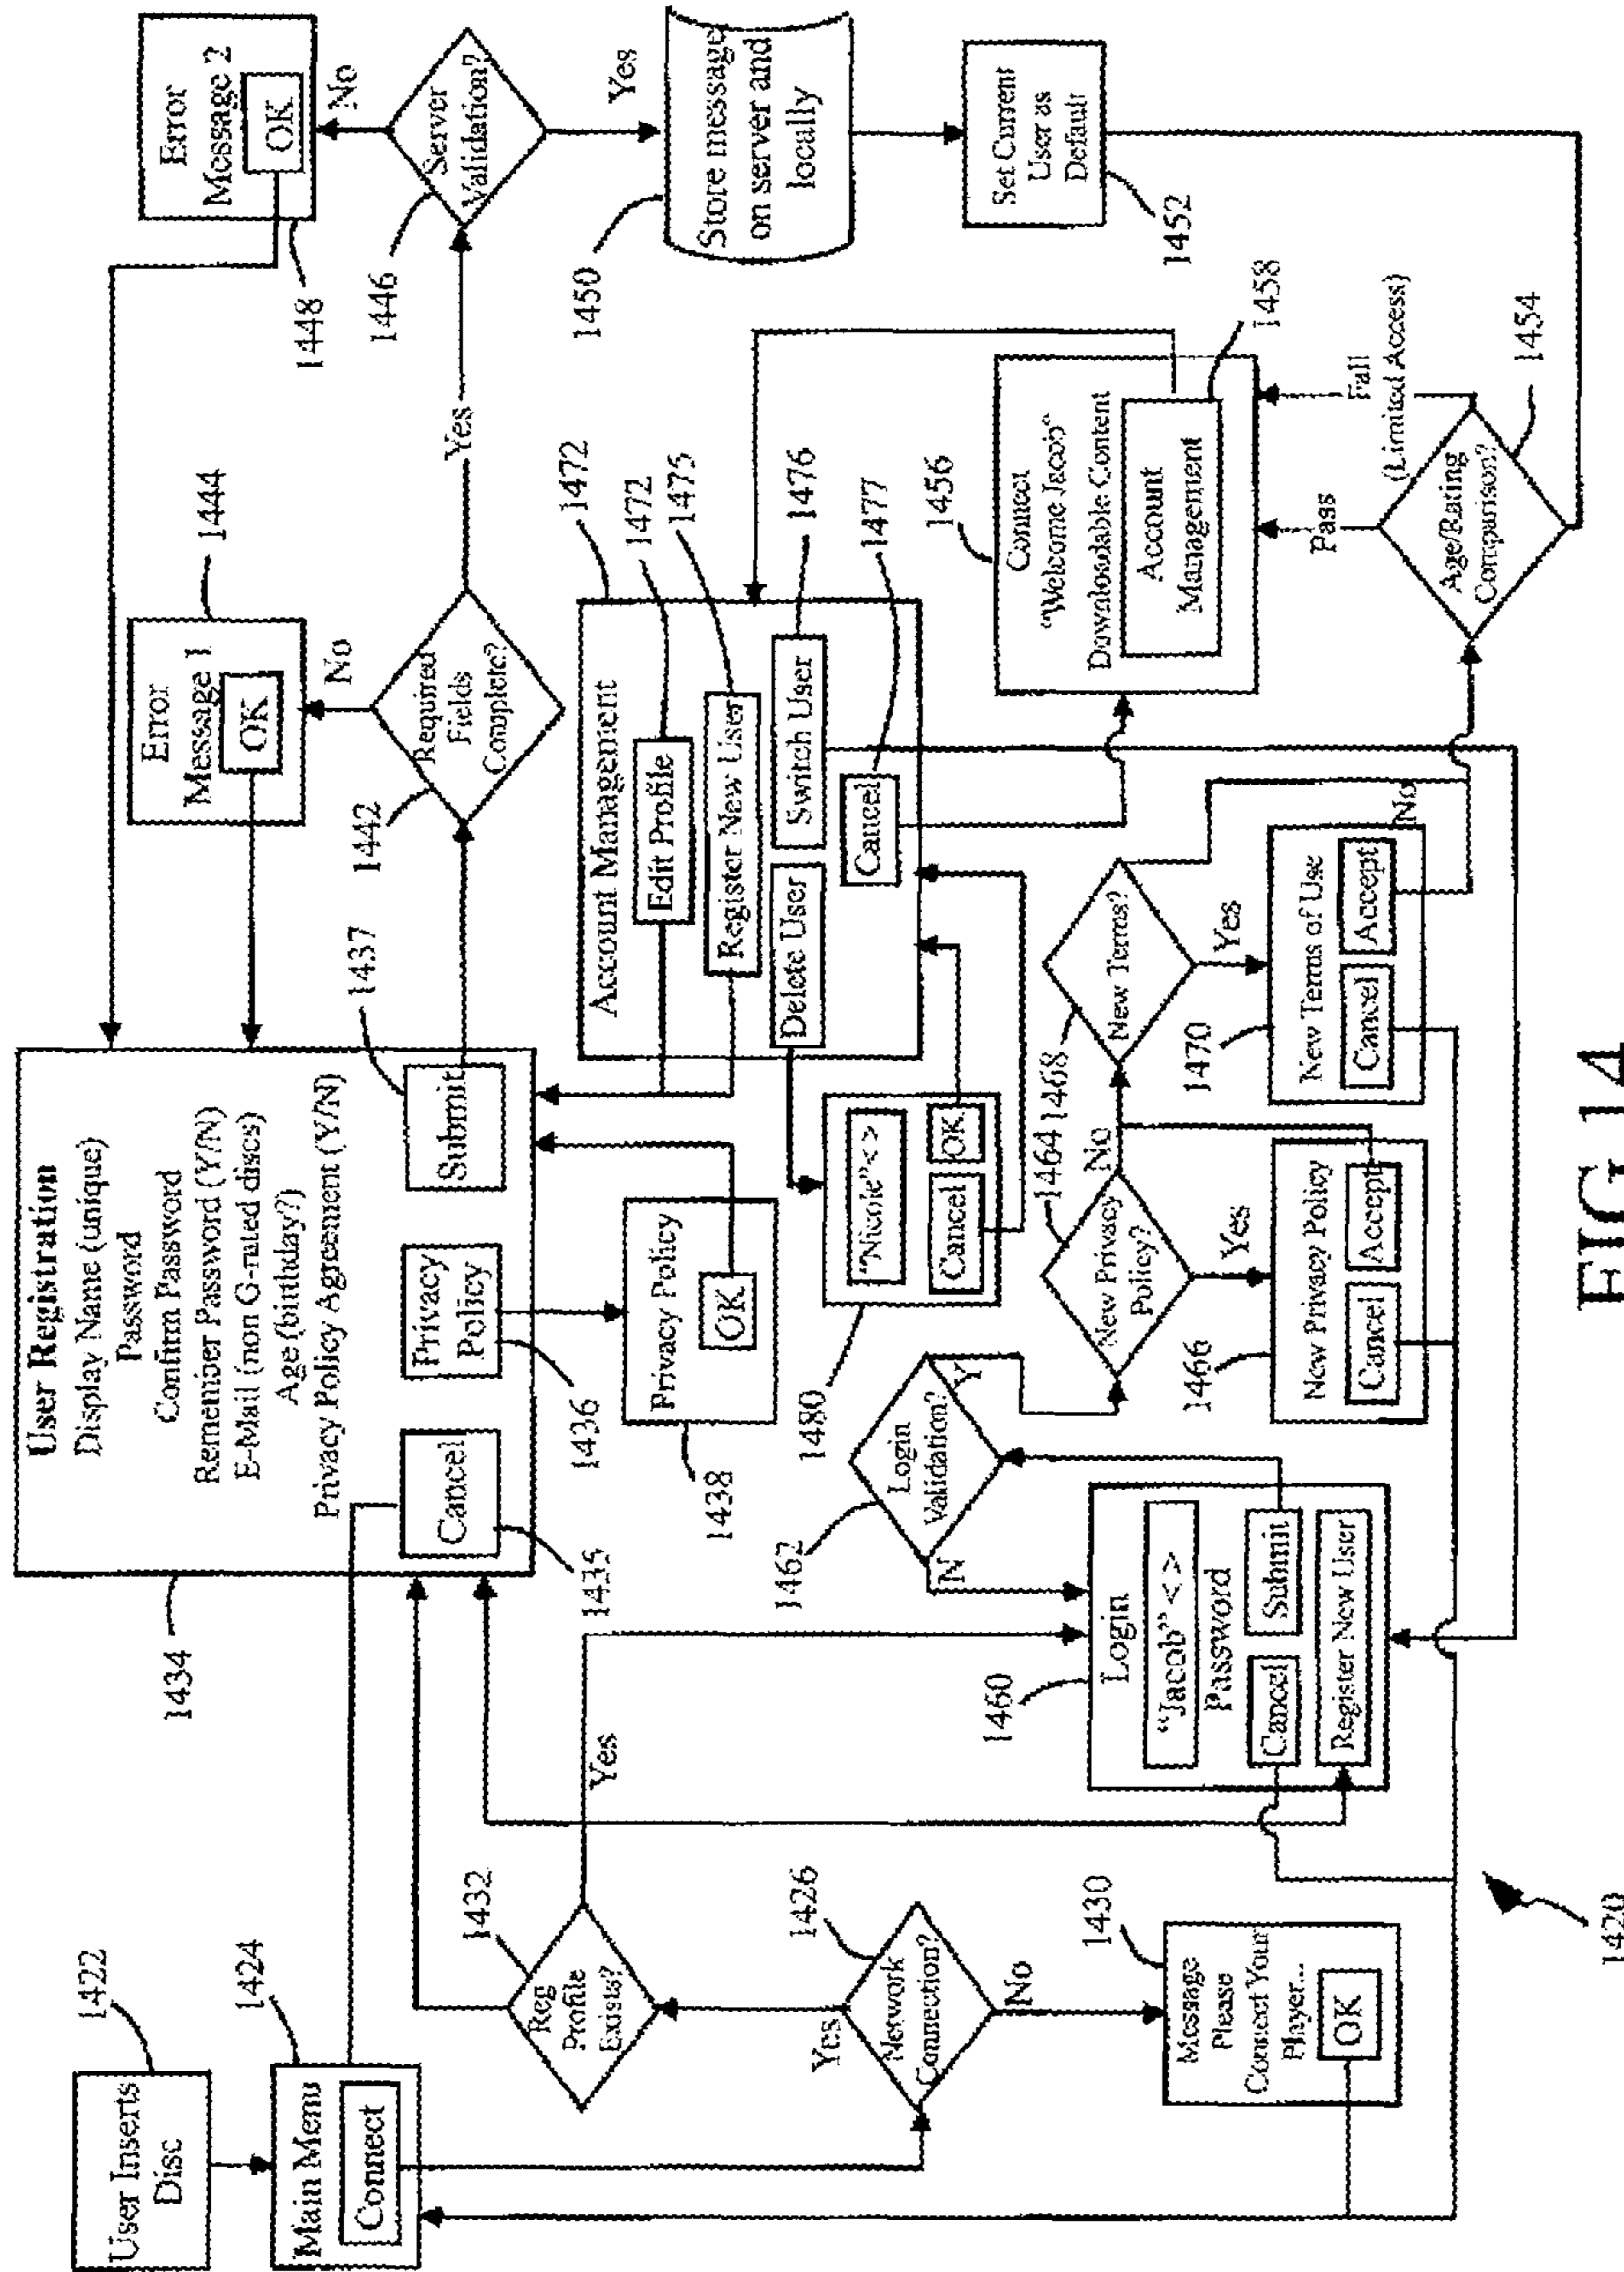 1422
User Inserts
Disc
1424
Main Menu
Connect
1432
Reg
Profile
Exists?
Yes
1426
Network
Connection?
Yes
No
1430
Message
Please
Connect Your
Player...
OK
1420
1434
User Registration
Display Name (unique)
Password
Confirm Password
Remember Password (Y/N)
E-Mail (non G-rated discs)
Age (birthday?)
Privacy Policy Agreement (Y/N)
Cancel
Privacy
Policy
Submit
1435
1436
1437
1438
Privacy Policy
OK
1460
Login
"Jacob" < >
Password
Cancel
Submit
Register New User
1462
Login
Validation?
N
Y
1480
"Nicole" < >
Cancel
OK
1464
New Privacy
Policy?
No
Yes
1466
New Privacy Policy
Cancel
Accept
1468
New Terms?
No
Yes
1470
New Terms of Use
Cancel
Accept
1442
Required
Fields
Complete?
No
Yes
1444
Error
Message 1
OK
1472
Account Management
Edit Profile
1472
Register New User
1475
Delete User
Switch User
1476
Cancel
1477
1446
Server
Validation?
No
Yes
1448
Error
Message 2
OK
1450
Store message
on server and
locally
1452
Set Current
User as
Default
1456
Connect
"Welcome Jacob"
Downloadable Content
Account
Management
1458
Pass
Fail
(Limited Access)
Age/Rating
Comparison?
1454
FIG 14